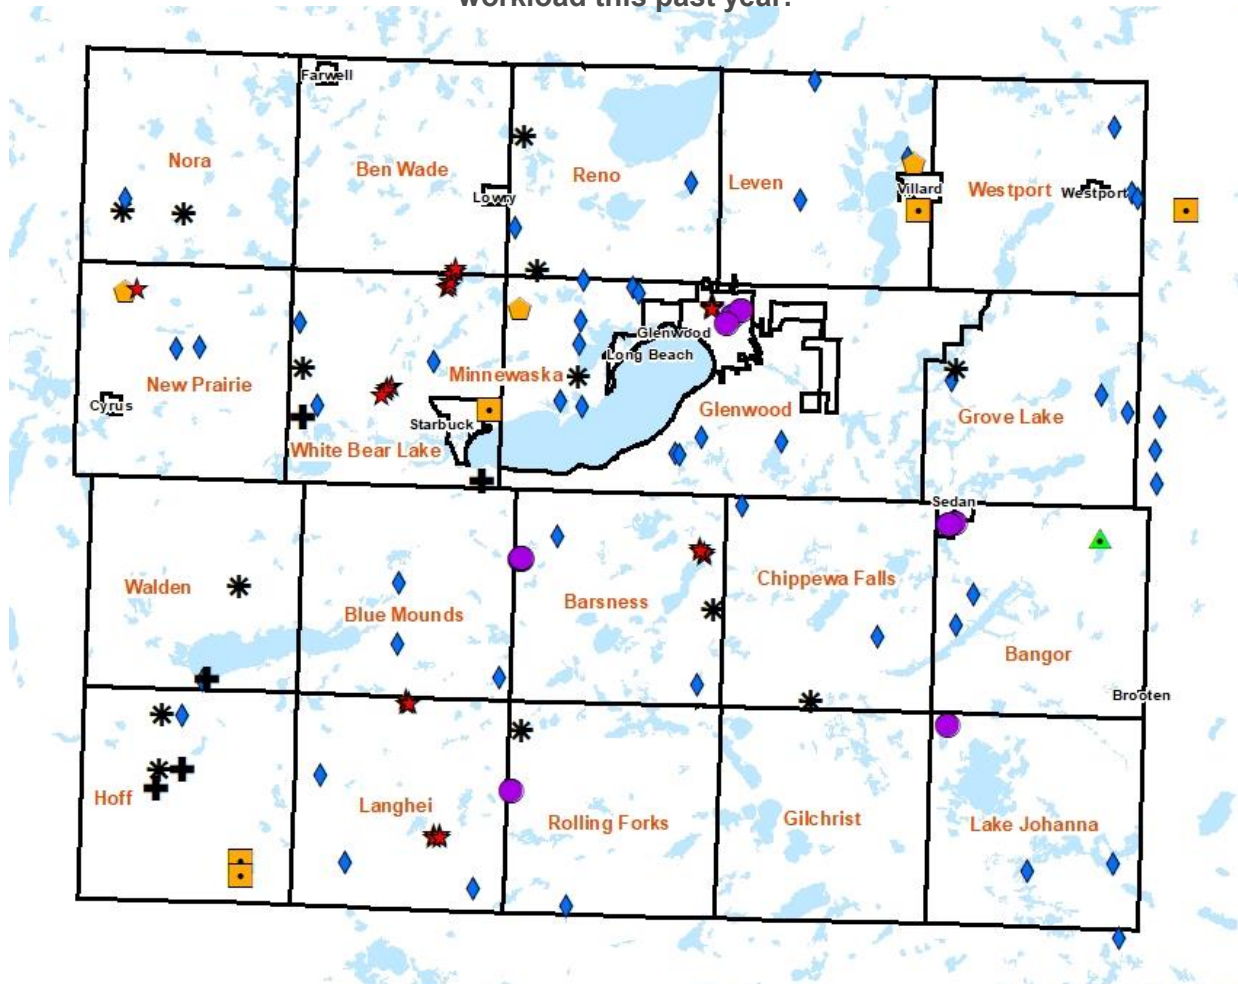 workload this past year.
Farwell
Nora
Ben Wade
Reno
Leven
Villard
Westport
Westport
Lowry
Glenwood
Long Beach
Minnewaska
New Prairie
Cyrus
Starbuck
Glenwood
Grove Lake
White Bear Lake
Sedan
Walden
Blue Mounds
Barsness
Chippewa Falls
Bangor
Brooten
Hoff
Langhei
Rolling Forks
Gilchrist
Lake Johanna